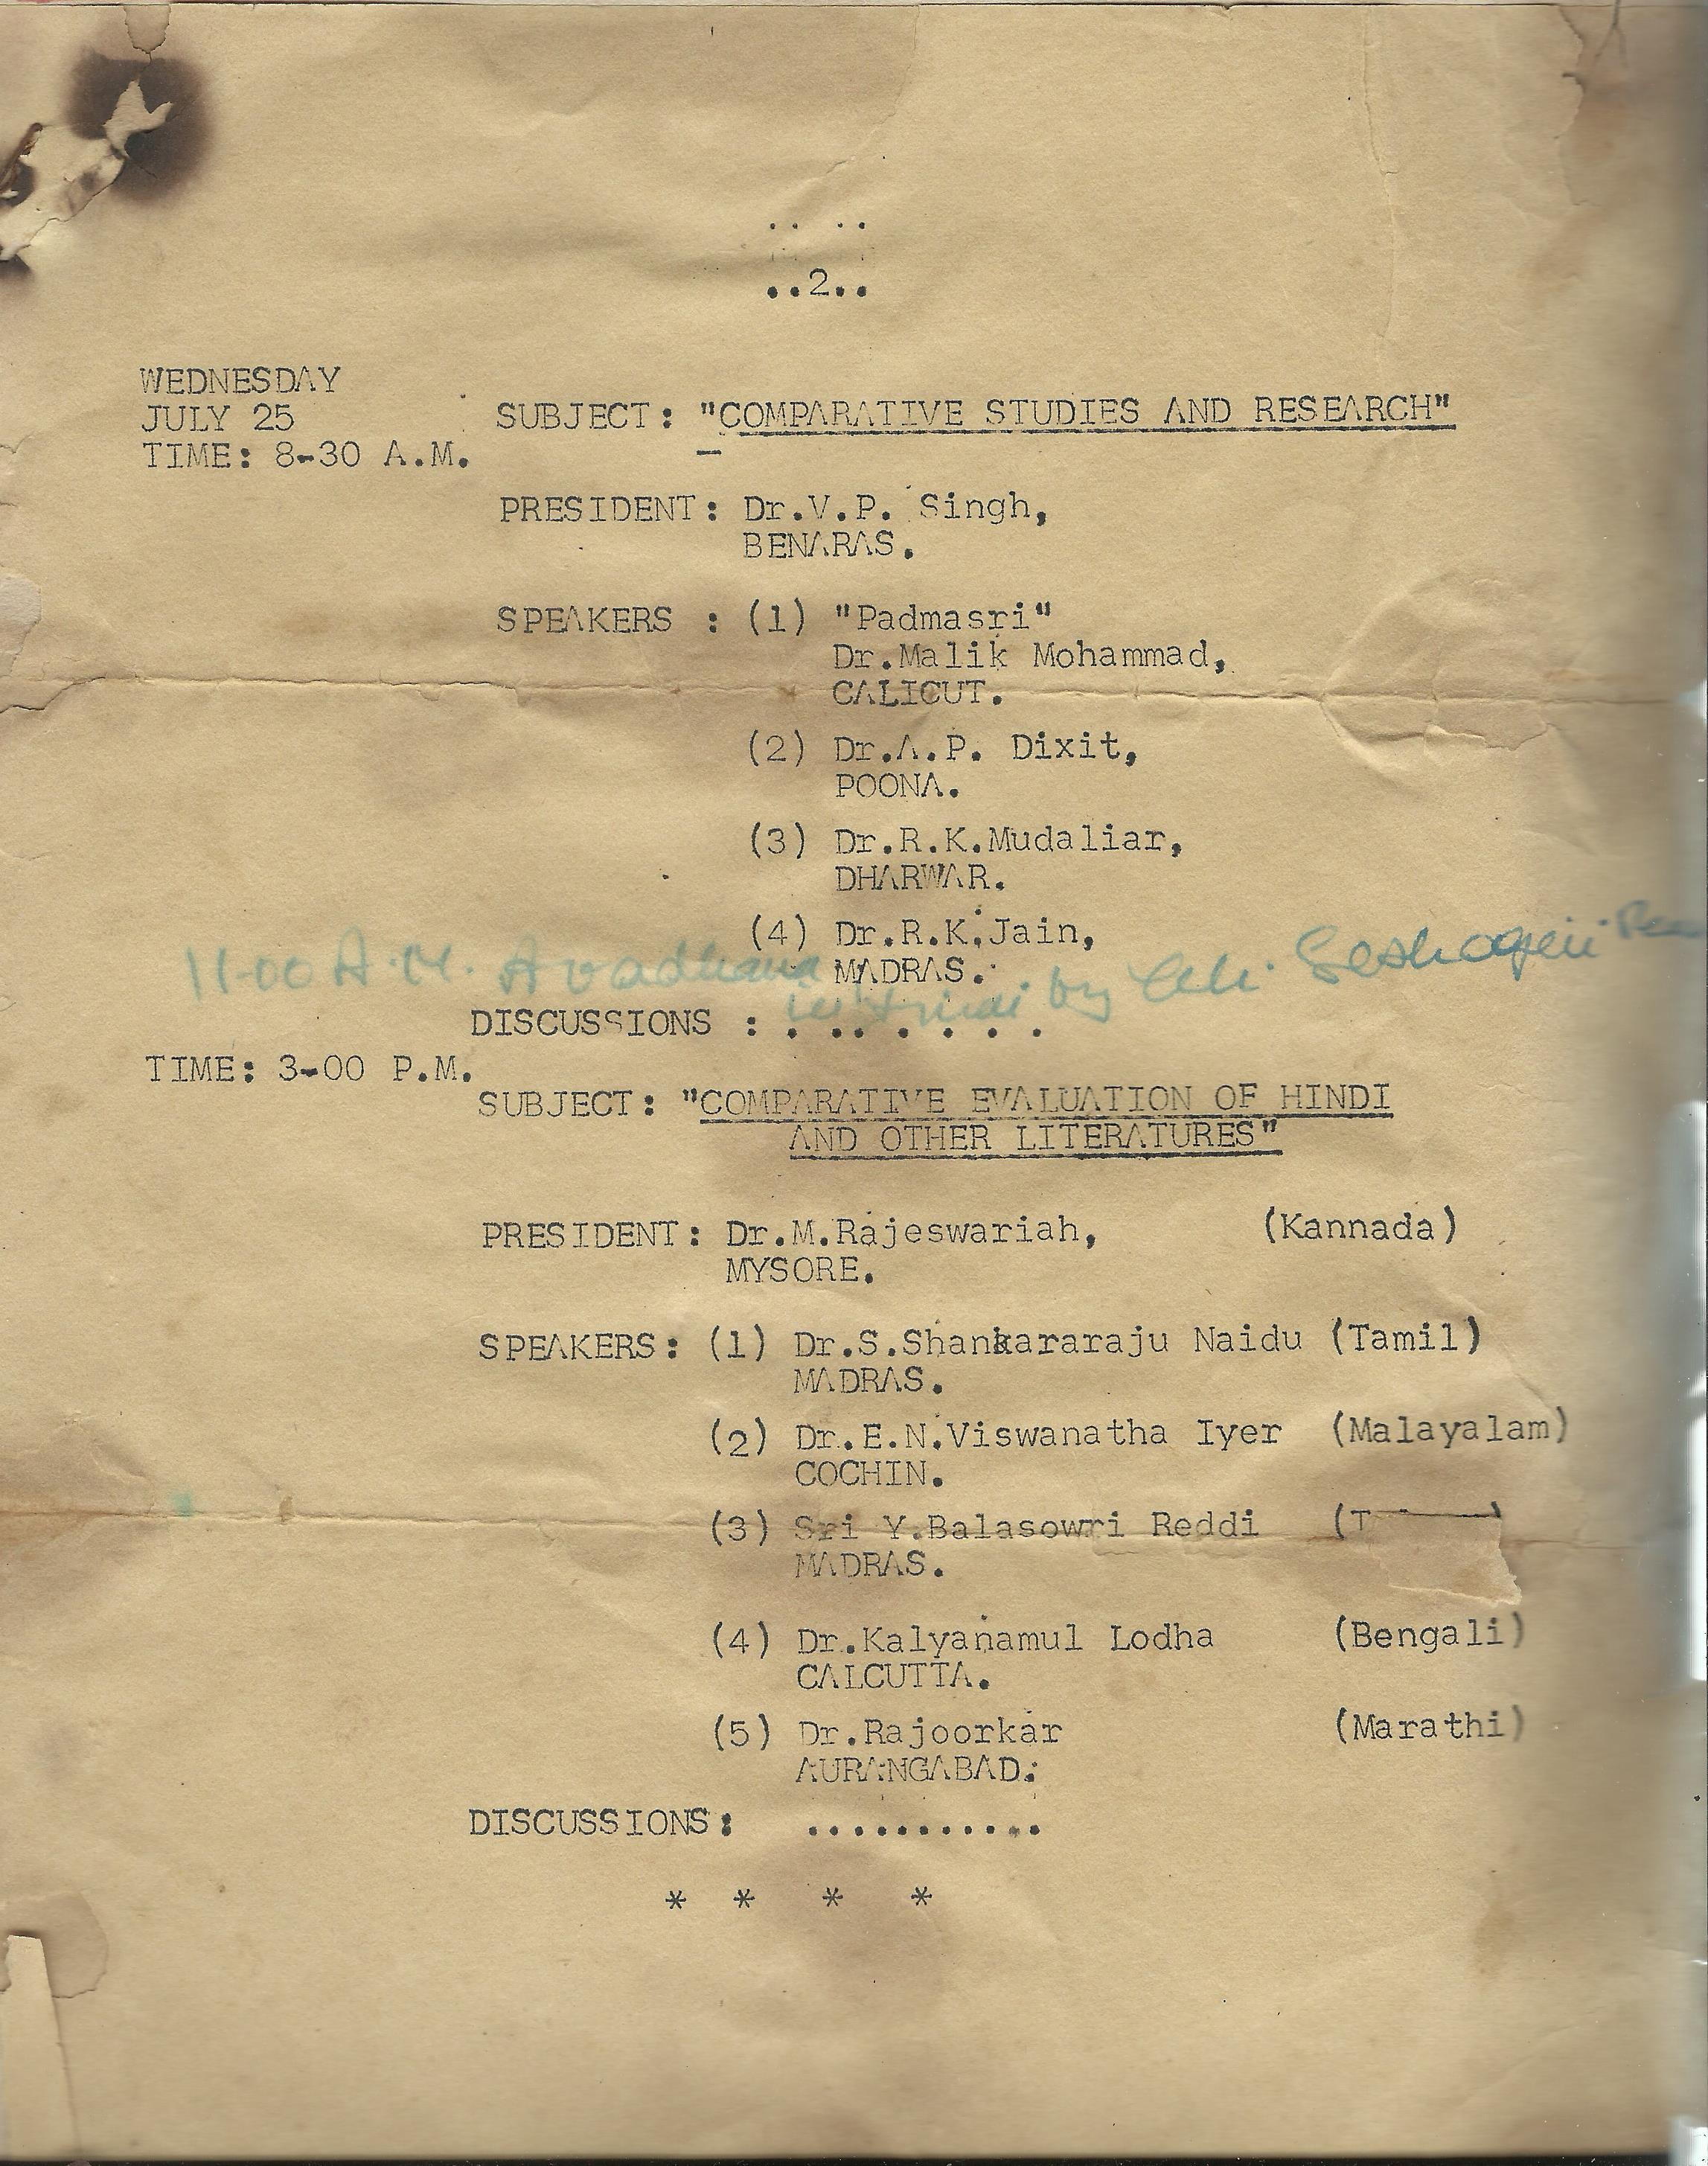 ..2..
WEDNESDAY
JULY 25
TIME: 8-30 A.M.
SUBJECT: "COMPARATIVE STUDIES AND RESEARCH"
PRESIDENT: Dr.V.P. Singh,
BENARAS.
SPEAKERS : (1) "Padmasri"
Dr.Malik Mohammad,
CALICUT.
(2) Dr.A.P. Dixit,
POONA.
(3) Dr.R.K.Mudaliar,
DHARWAR.
(4) Dr.R.K.Jain,
MADRAS.
11-00 A.M. Avadhana in Hindi by Seshagiri
DISCUSSIONS : . . . . . . .
TIME: 3-00 P.M.
SUBJECT: "COMPARATIVE EVALUATION OF HINDI
AND OTHER LITERATURES"
PRESIDENT: Dr.M.Rajeswariah, (Kannada)
MYSORE.
SPEAKERS: (1) Dr.S.Shankararaju Naidu (Tamil)
MADRAS.
(2) Dr.E.N.Viswanatha Iyer (Malayalam)
COCHIN.
(3) Sri Y.Balasowri Reddi
MADRAS.
(4) Dr.Kalyanamul Lodha (Bengali)
CALCUTTA.
(5) Dr.Rajoorkar (Marathi)
AURANGABAD.
DISCUSSIONS: ...........
* * * *